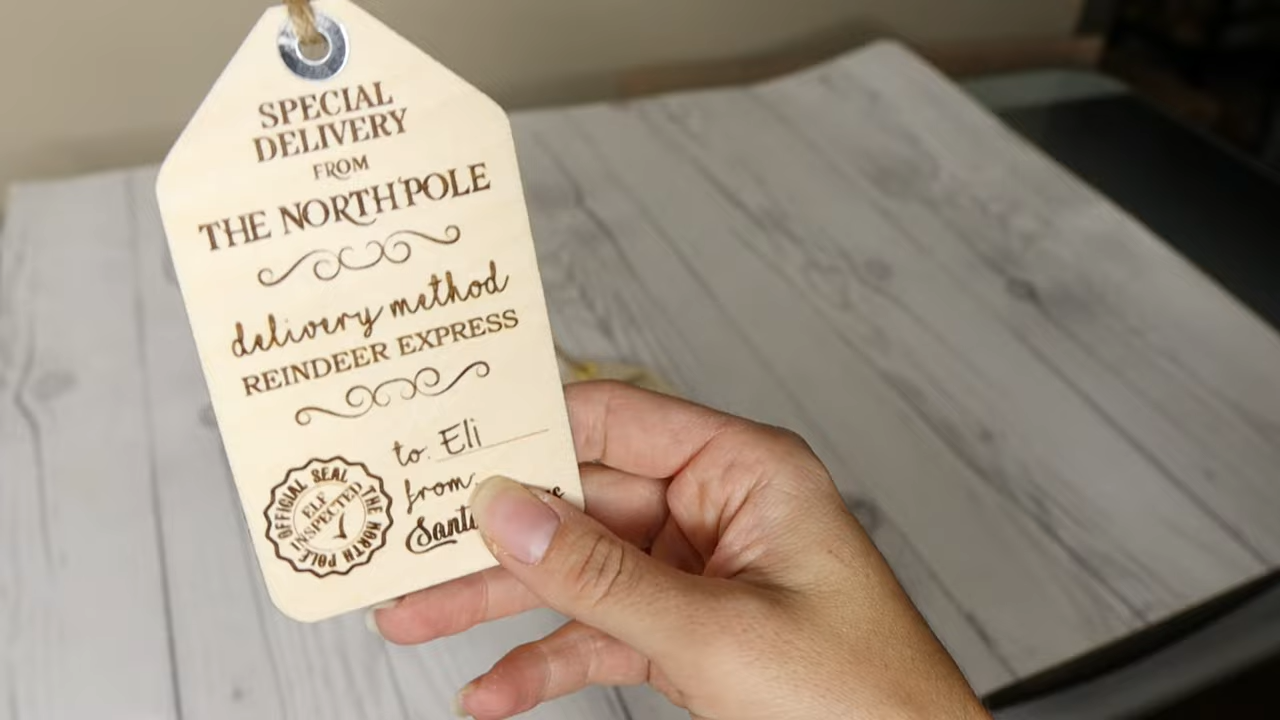 SPECIAL
DELIVERY
FROM
THE NORTH POLE
delivery method
REINDEER EXPRESS
to: Eli
from:
OFFICIAL SEAL
THE NORTH POLE
ELF
INSPECTED